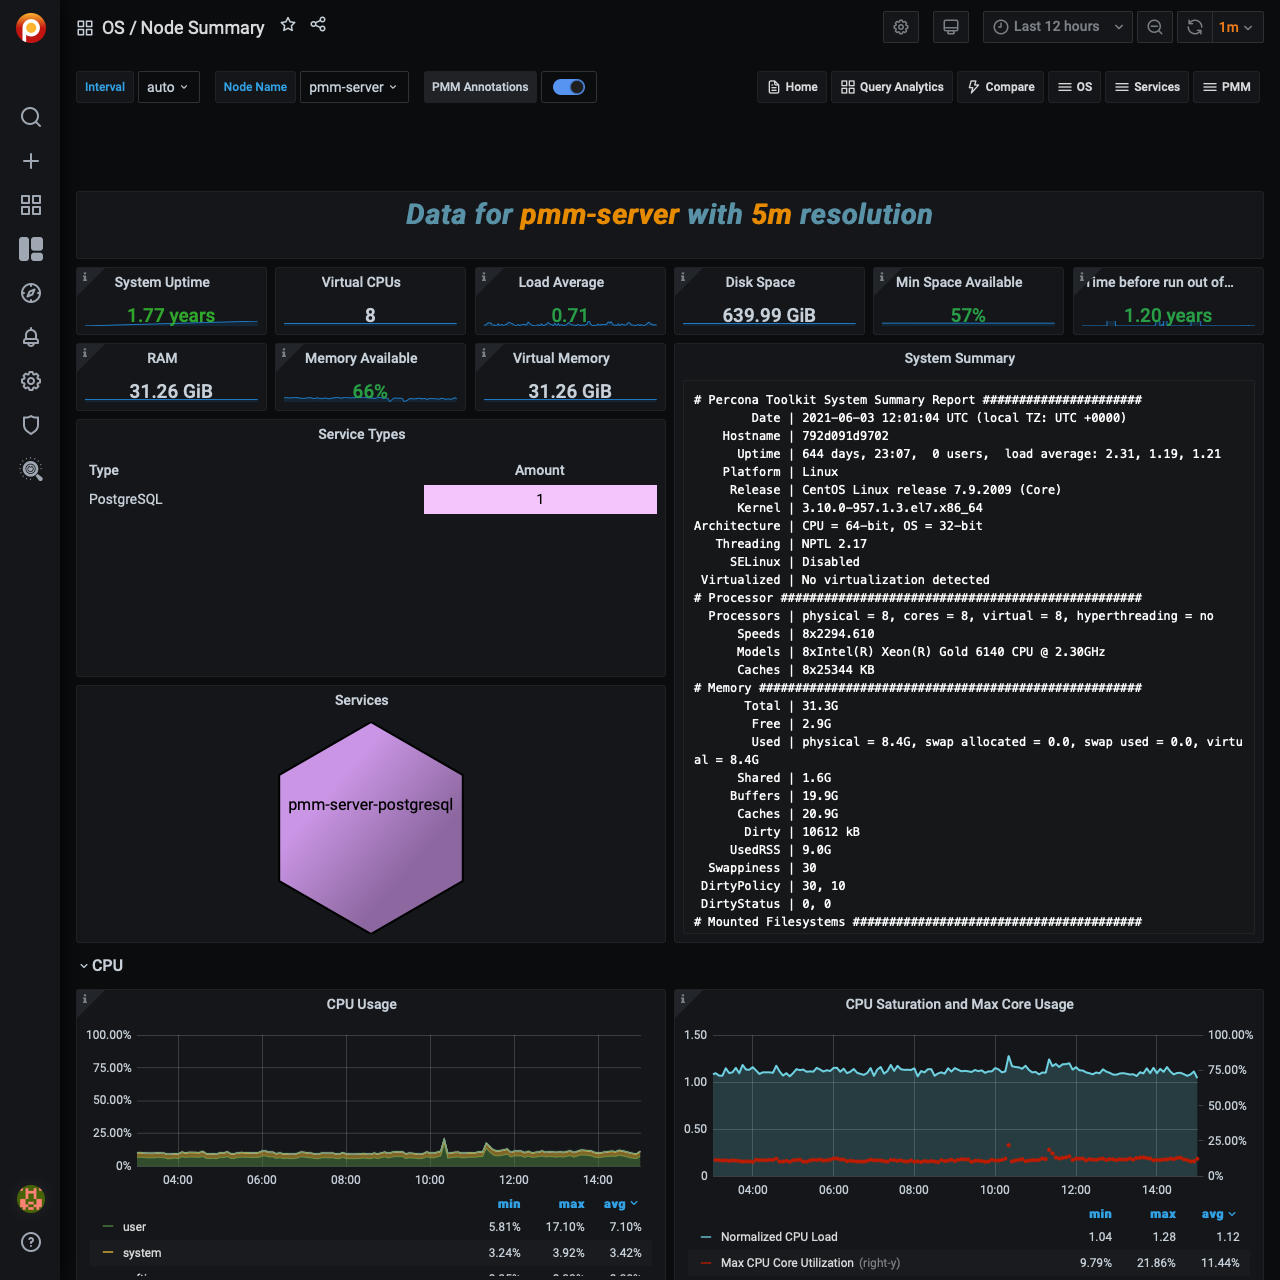 OS / Node Summary
Last 12 hours
1m
Interval
auto
Node Name
pmm-server
PMM Annotations
Home
Query Analytics
Compare
OS
Services
PMM
Data for pmm-server with 5m resolution
System Uptime
1.77 years
Virtual CPUs
8
Load Average
0.71
Disk Space
639.99 GiB
Min Space Available
57%
Time before run out of...
1.20 years
RAM
31.26 GiB
Memory Available
66%
Virtual Memory
31.26 GiB
Service Types
Type
Amount
PostgreSQL
1
Services
pmm-server-postgresql
System Summary
# Percona Toolkit System Summary Report ######################
Date | 2021-06-03 12:01:04 UTC (local TZ: UTC +0000)
Hostname | 792d091d9702
Uptime | 644 days, 23:07,  0 users,  load average: 2.31, 1.19, 1.21
Platform | Linux
Release | CentOS Linux release 7.9.2009 (Core)
Kernel | 3.10.0-957.1.3.el7.x86_64
Architecture | CPU = 64-bit, OS = 32-bit
Threading | NPTL 2.17
SELinux | Disabled
Virtualized | No virtualization detected
# Processor ##################################################
Processors | physical = 8, cores = 8, virtual = 8, hyperthreading = no
Speeds | 8x2294.610
Models | 8xIntel(R) Xeon(R) Gold 6140 CPU @ 2.30GHz
Caches | 8x25344 KB
# Memory #####################################################
Total | 31.3G
Free | 2.9G
Used | physical = 8.4G, swap allocated = 0.0, swap used = 0.0, virtu
al = 8.4G
Shared | 1.6G
Buffers | 19.9G
Caches | 20.9G
Dirty | 10612 kB
UsedRSS | 9.0G
Swappiness | 30
DirtyPolicy | 30, 10
DirtyStatus | 0, 0
# Mounted Filesystems ########################################
CPU
CPU Usage
100.00%
75.00%
50.00%
25.00%
0%
04:00 06:00 08:00 10:00 12:00 14:00
min max avg
user 5.81% 17.10% 7.10%
system 3.24% 3.92% 3.42%
CPU Saturation and Max Core Usage
1.50
1.00
0.50
0
100.00%
75.00%
50.00%
25.00%
0%
04:00 06:00 08:00 10:00 12:00 14:00
min max avg
Normalized CPU Load 1.04 1.28 1.12
Max CPU Core Utilization (right-y) 9.79% 21.86% 11.44%